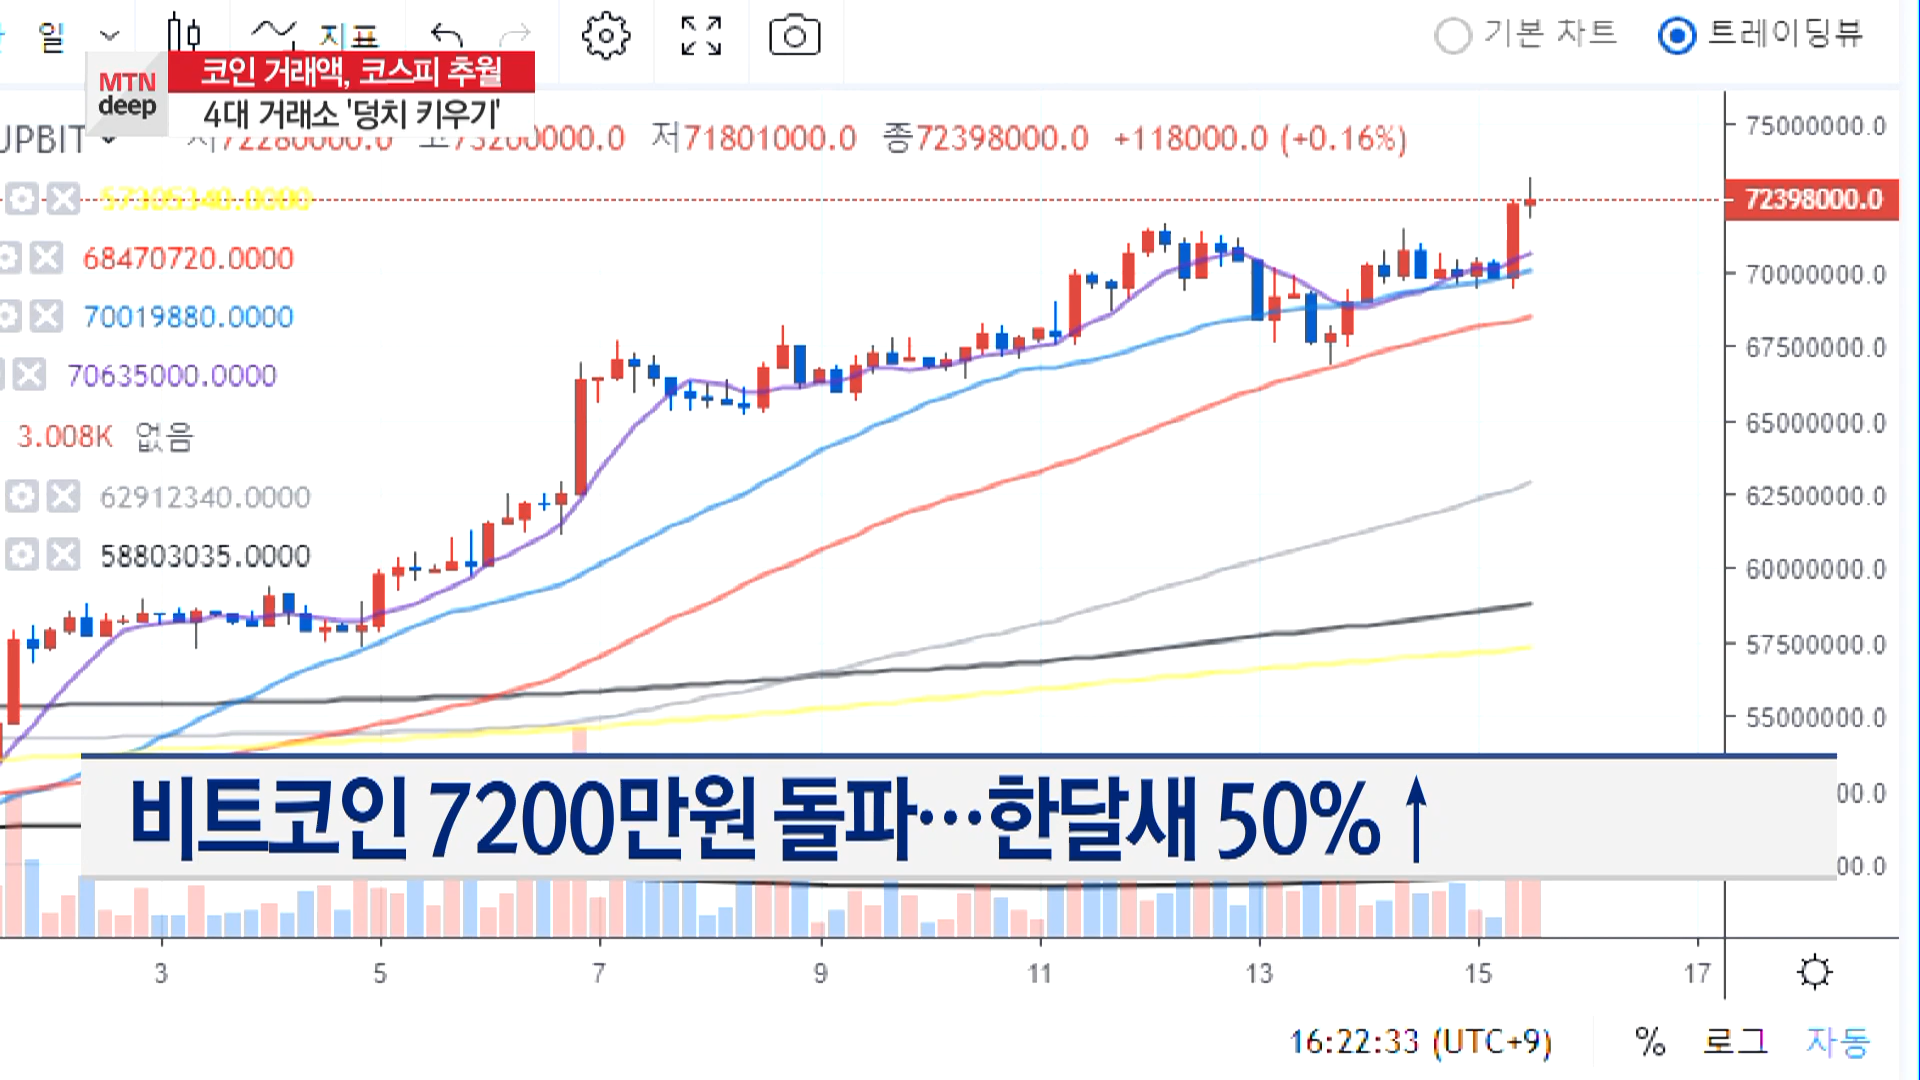 일 지표 기본 차트 트레이딩뷰
MTN deep
코인 거래액, 코스피 추월
4대 거래소 '덩치 키우기'
UPBIT 저71801000.0 종72398000.0 +118000.0 (+0.16%)
75000000.0
72398000.0
57305340.0000
68470720.0000
70000000.0
70019880.0000
67500000.0
70635000.0000
3.008K 없음
65000000.0
62912340.0000
62500000.0
58803035.0000
60000000.0
57500000.0
55000000.0
비트코인 7200만원 돌파…한달새 50%↑
3 5 7 9 11 13 15 17
16:22:33 (UTC+9) % 로그 자동